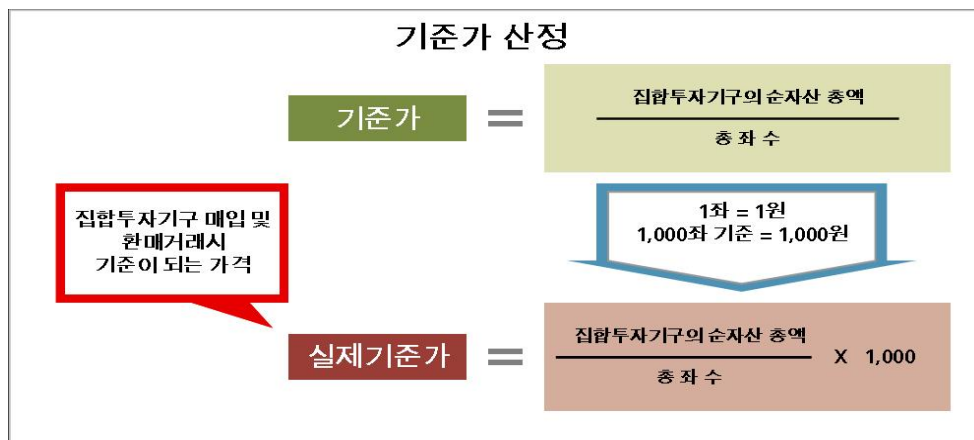 기준가 산정
기준가
=
집합투자기구의 순자산 총액
총 좌 수
집합투자기구 매입 및
환매거래시
기준이 되는 가격
1좌 = 1원
1,000좌 기준 = 1,000원
실제기준가
=
집합투자기구의 순자산 총액
총 좌 수
X 1,000